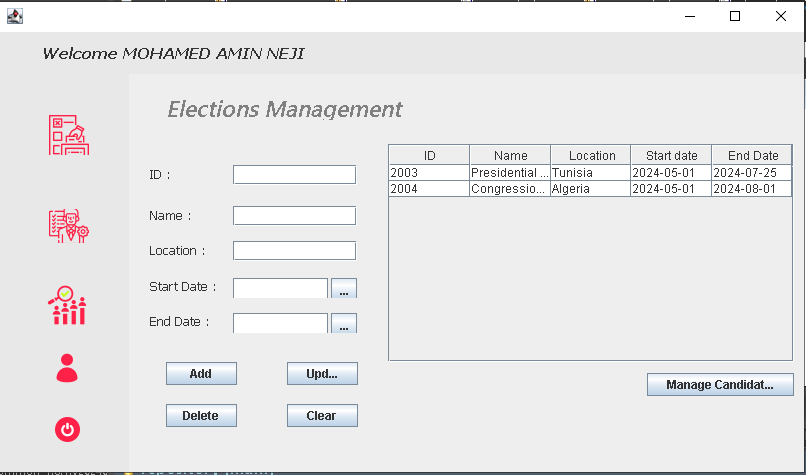 Welcome MOHAMED AMIN NEJI
Elections Management
ID :
Name :
Location :
Start Date :
...
End Date :
...
Add
Upd...
Delete
Clear
ID Name Location Start date End Date
2003 Presidential ... Tunisia 2024-05-01 2024-07-25
2004 Congressio... Algeria 2024-05-01 2024-08-01
Manage Candidat...